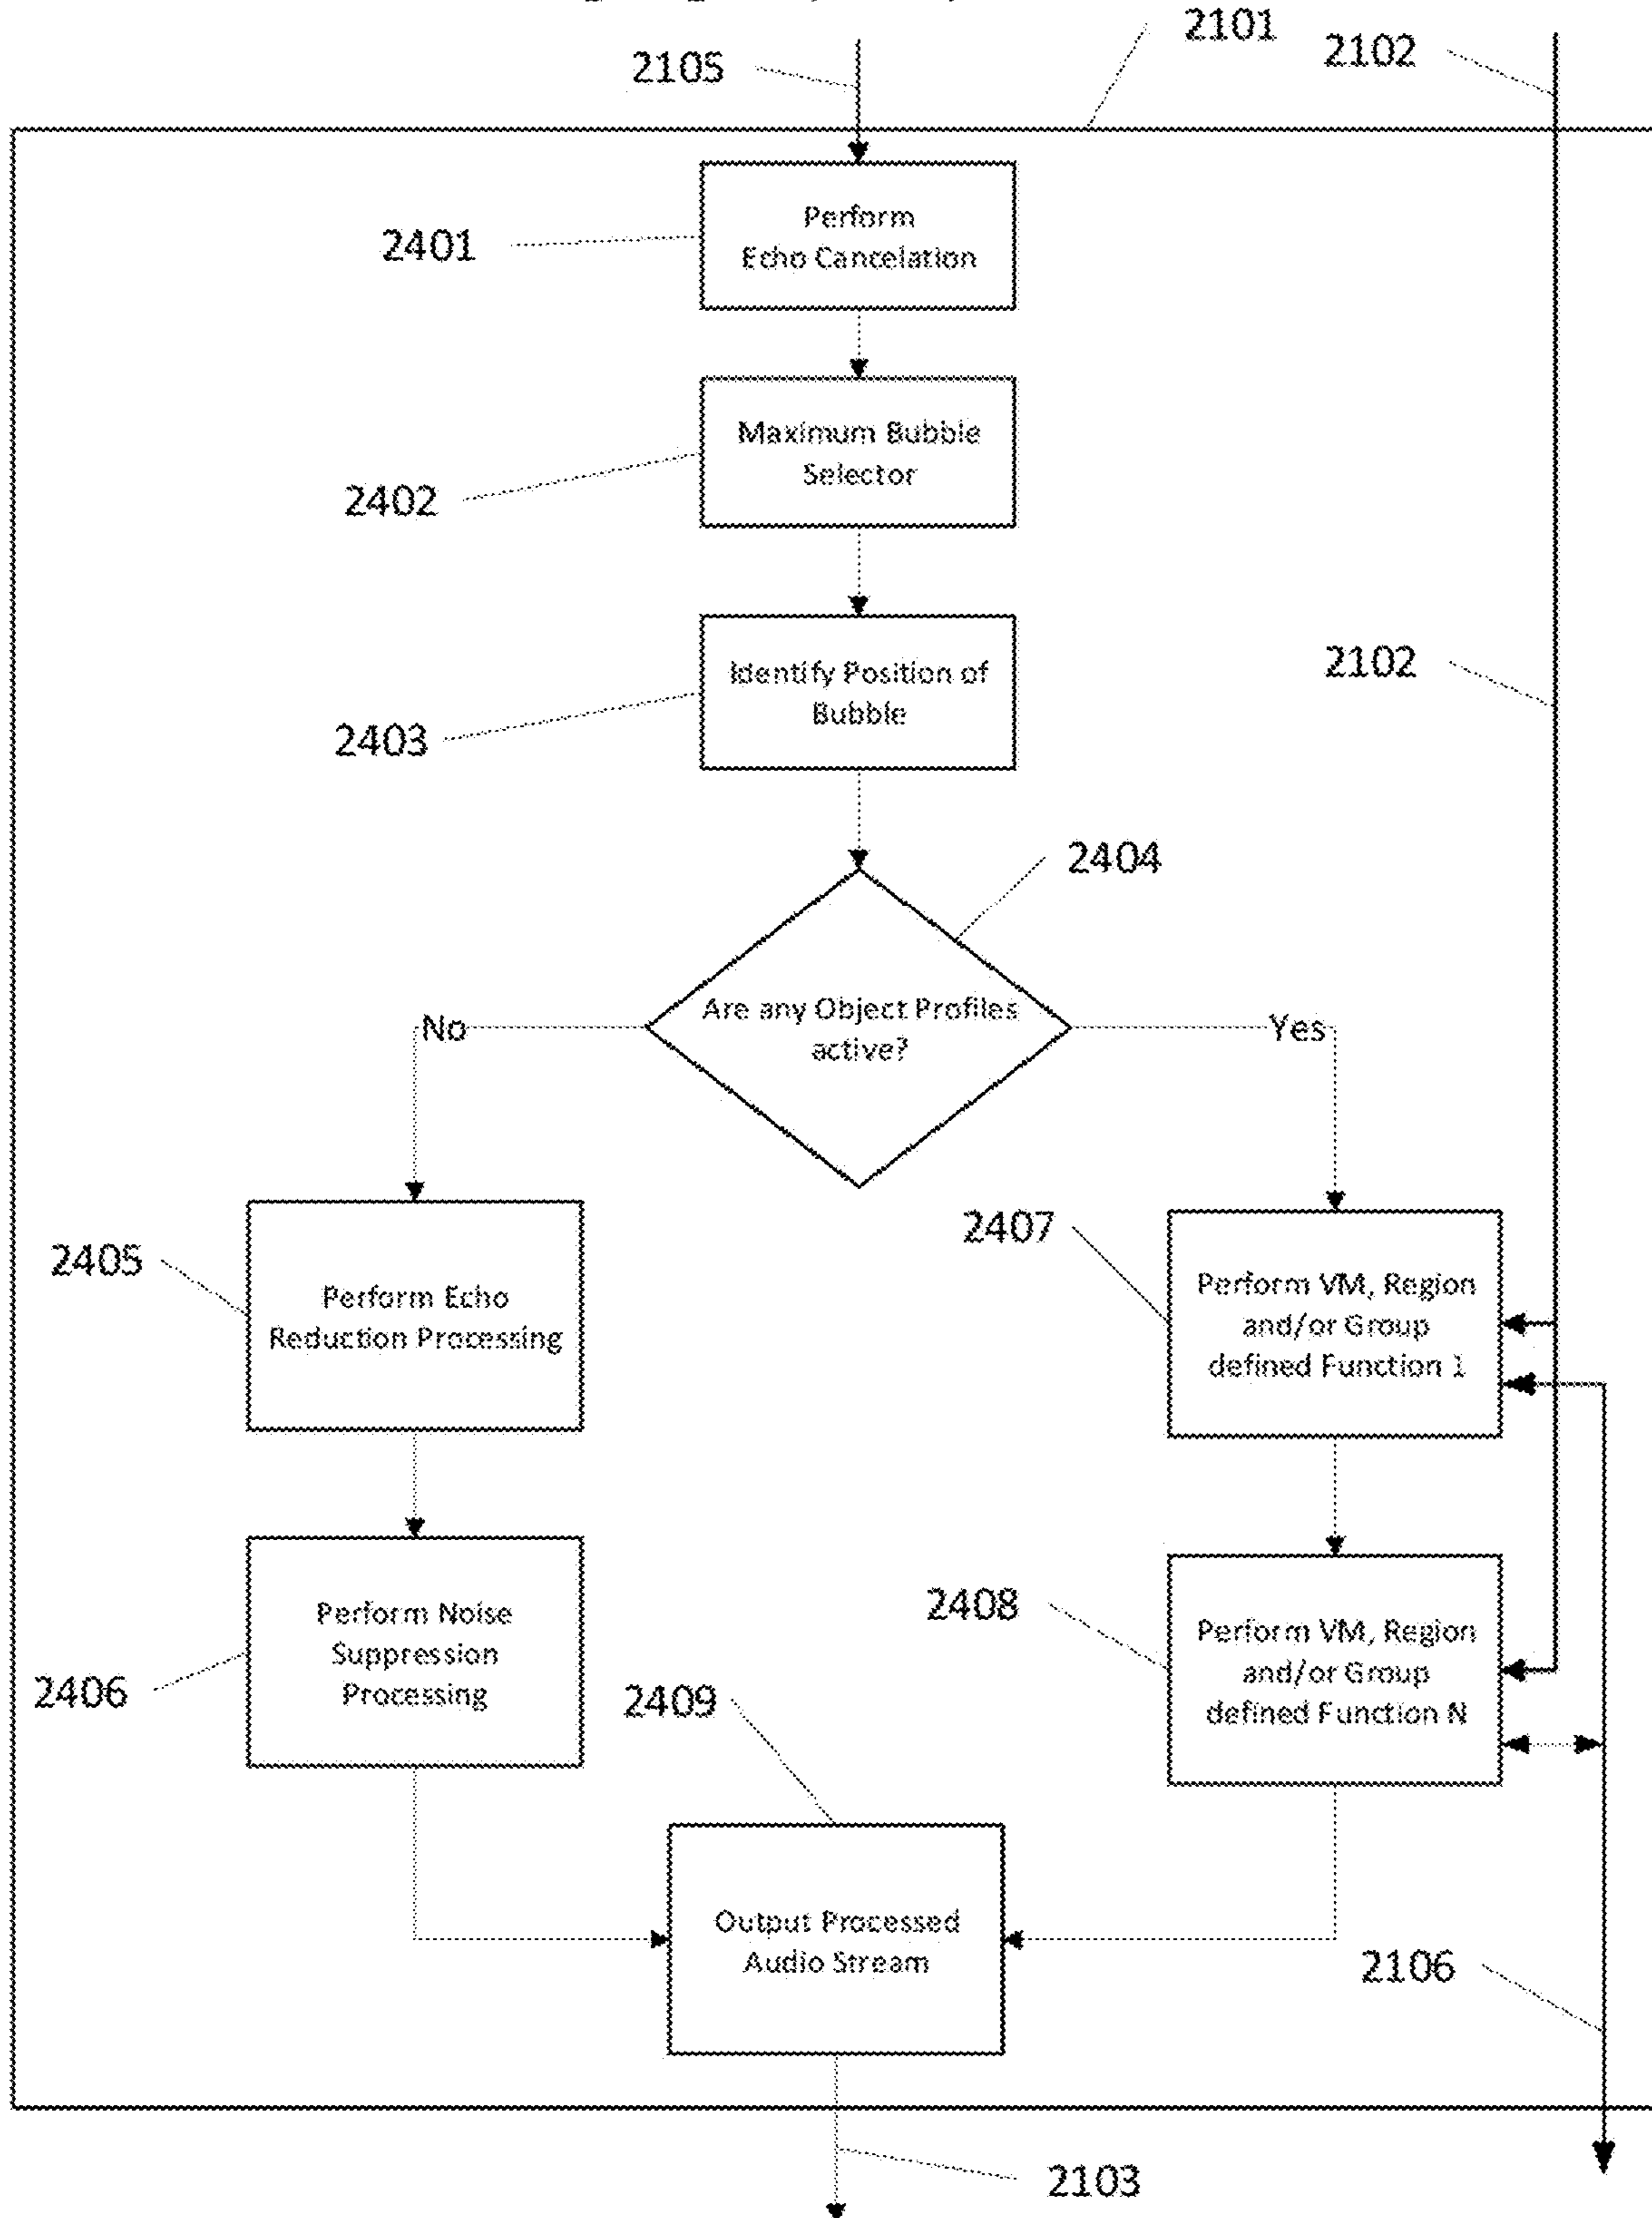 2101
2102
2105
Perform
Echo Cancelation
2401
Maximum Bubble
Selector
2402
Identify Position of
Bubble
2403
2102
2404
Are any Object Profiles
active?
No
Yes
2407
2405
Perform Echo
Reduction Processing
Perform VM, Region
and/or Group
defined Function 1
2408
Perform Noise
Suppression
Processing
2406
Perform VM, Region
and/or Group
defined Function N
2409
Output Processed
Audio Stream
2106
2103